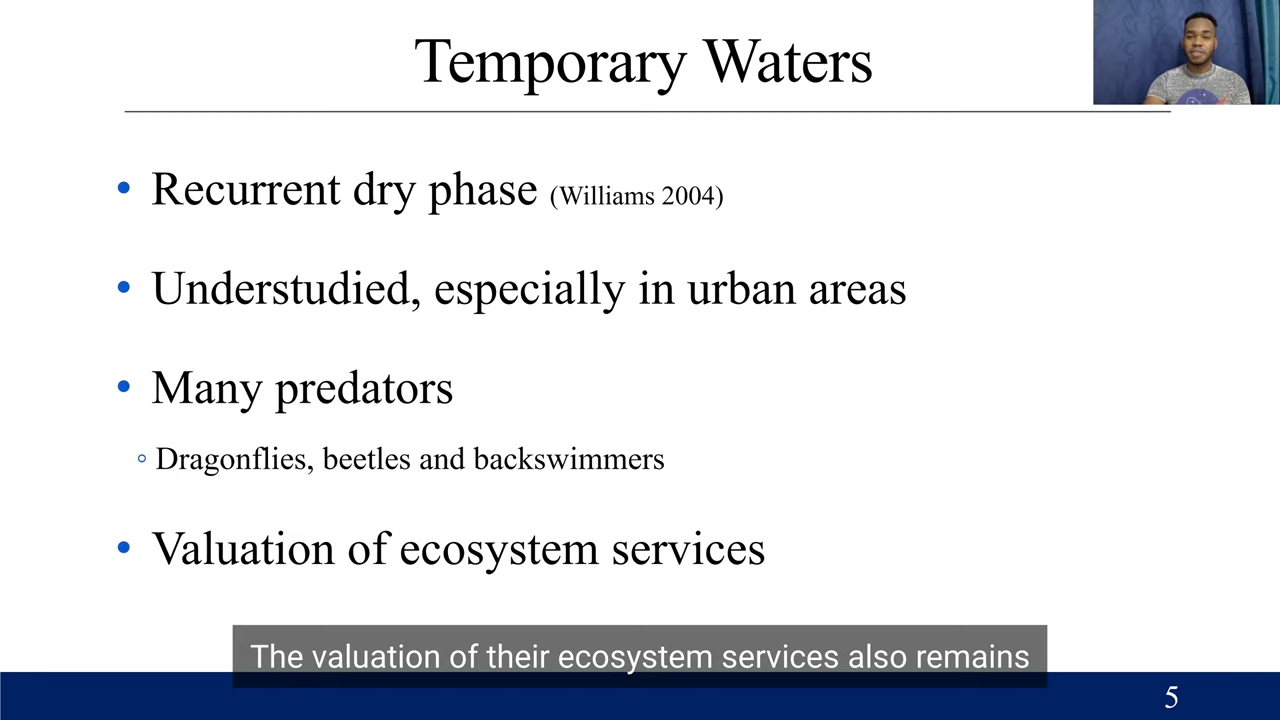 Temporary Waters
• Recurrent dry phase (Williams 2004)
• Understudied, especially in urban areas
• Many predators
◦ Dragonflies, beetles and backswimmers
• Valuation of ecosystem services
The valuation of their ecosystem services also remains
5